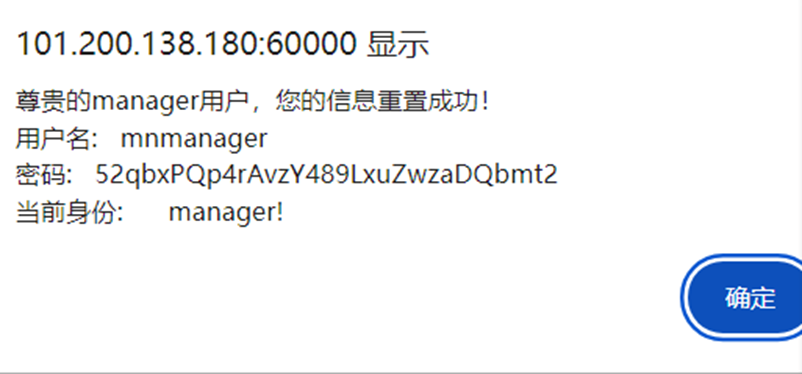 101.200.138.180:60000 显示
尊贵的manager用户，您的信息重置成功！
用户名： mnmanager
密码： 52qbxPQp4rAvzY489LxuZwzaDQbmt2
当前身份： manager!
确定